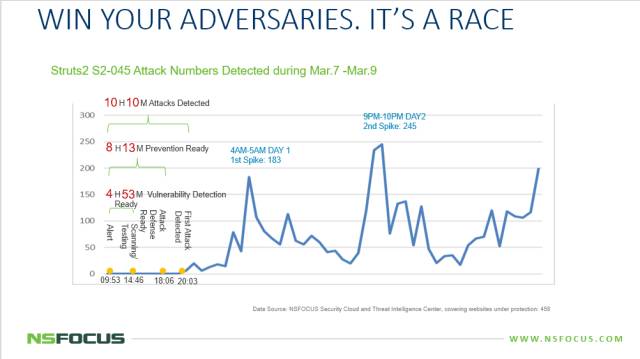 WIN YOUR ADVERSARIES. IT'S A RACE
Struts2 S2-045 Attack Numbers Detected during Mar.7 -Mar.9
10 H 10 M Attacks Detected
8 H 13 M Prevention Ready
4 H 53 M Vulnerability Detection
Ready
300
250
200
150
100
50
0
4AM-5AM DAY 1
1st Spike: 183
9PM-10PM DAY2
2nd Spike: 245
Alert
Scanning/
Testing
Ready
Attack
Defense
Ready
First Attack
Detected
09:53
14:46
18:06
20:03
Data Source: NSFOCUS Security Cloud and Threat Intelligence Center, covering websites under protection: 455
NSFOCUS
WWW.NSFOCUS.COM